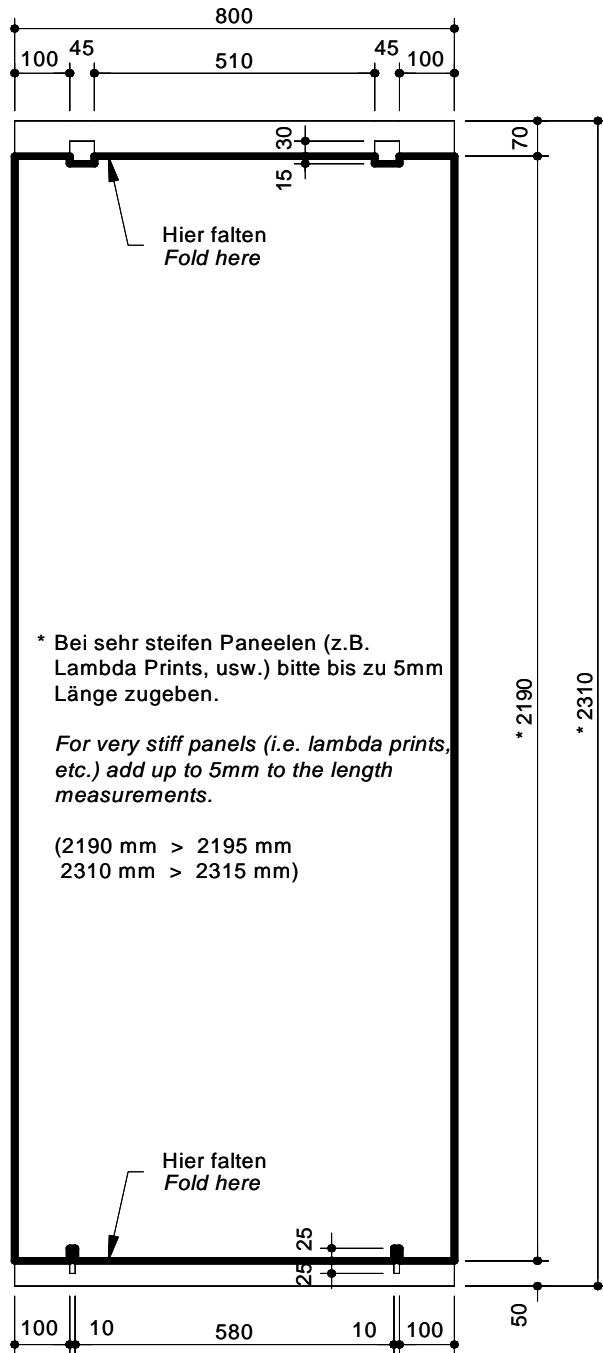 800
100 45 510 45 100
30
70
15
Hier falten
Fold here
* Bei sehr steifen Paneelen (z.B.
Lambda Prints, usw.) bitte bis zu 5mm
Länge zugeben.
For very stiff panels (i.e. lambda prints,
etc.) add up to 5mm to the length
measurements.
(2190 mm > 2195 mm
2310 mm > 2315 mm)
* 2190
* 2310
Hier falten
Fold here
25
25
50
100 10 580 10 100